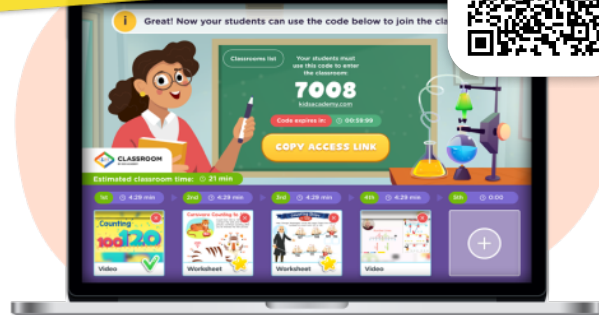 Great! Now your students can use the code below to join the cla
Classrooms list
Your students must
use this code to enter
the classroom
7008
kidsacademy.com
Code expires in: 00:59:99
COPY ACCESS LINK
CLASSROOM
Estimated classroom time: 21 min
1st 4:29 min
2nd 4:29 min
3rd 4:29 min
4th 4:29 min
5th 0:00
Counting
100 120
Video
Worksheet
Worksheet
Video